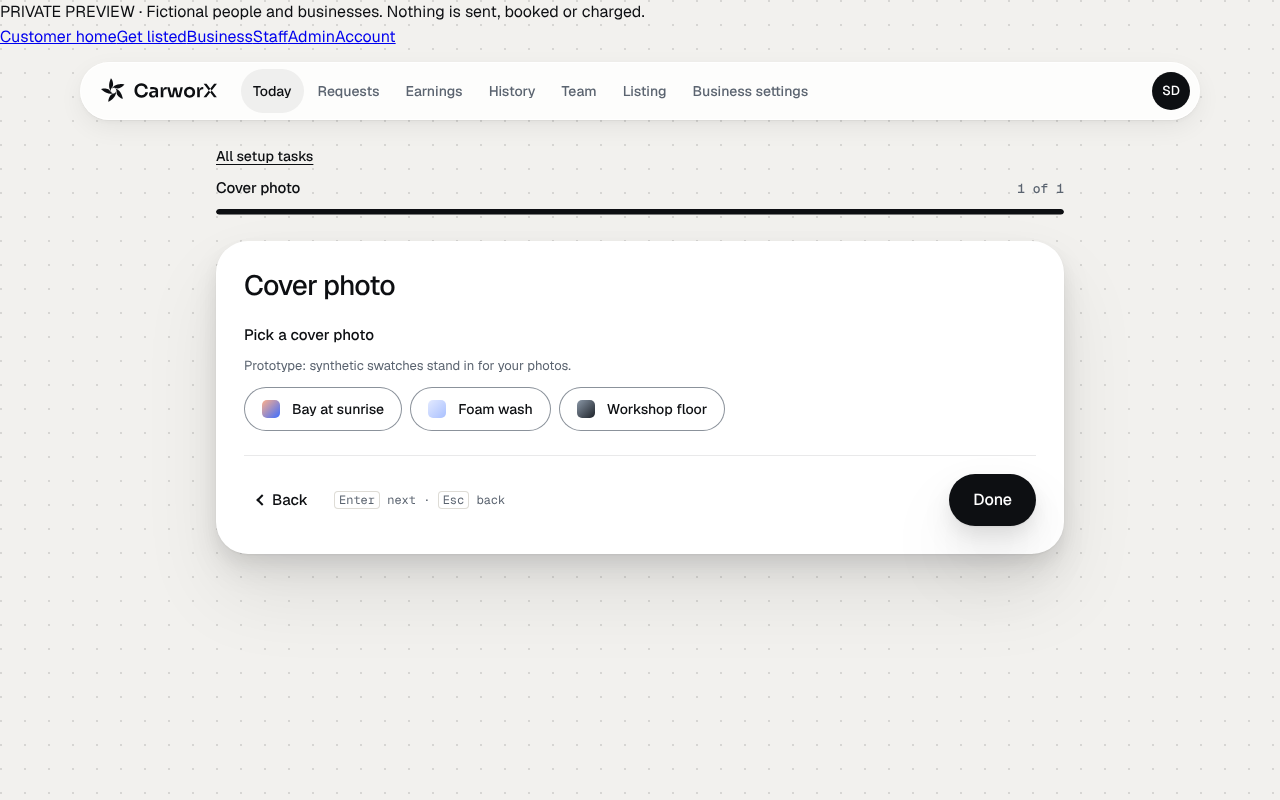 PRIVATE PREVIEW · Fictional people and businesses. Nothing is sent, booked or charged.
Customer homeGet listedBusinessStaffAdminAccount
CarworX Today Requests Earnings History Team Listing Business settings SD
All setup tasks
Cover photo 1 of 1
Cover photo
Pick a cover photo
Prototype: synthetic swatches stand in for your photos.
Bay at sunrise Foam wash Workshop floor
Back Enter next · Esc back Done